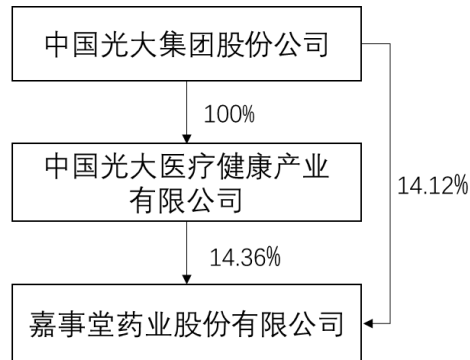 中国光大集团股份公司
100%
中国光大医疗健康产业
有限公司
14.12%
14.36%
嘉事堂药业股份有限公司